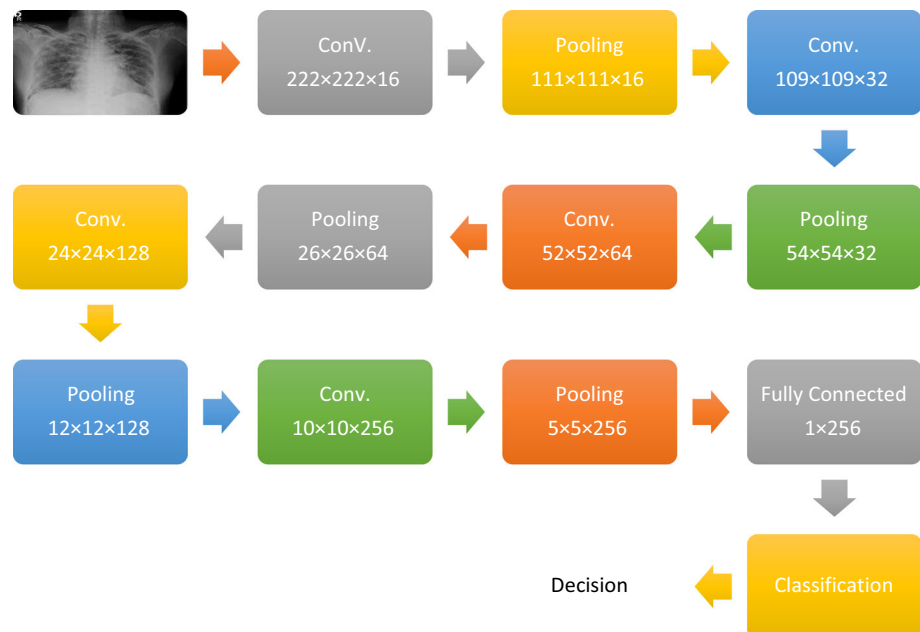 ConV.
222×222×16
Pooling
111×111×16
Conv.
109×109×32
Pooling
54×54×32
Conv.
52×52×64
Pooling
26×26×64
Conv.
24×24×128
Pooling
12×12×128
Conv.
10×10×256
Pooling
5×5×256
Fully Connected
1×256
Classification
Decision